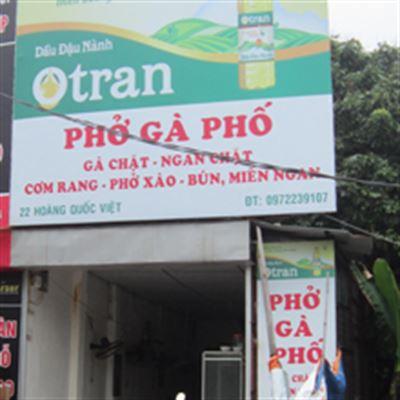 Dầu Đậu Nành
Otran
PHỞ GÀ PHỐ
GÀ CHẶT - NGAN CHẶT
CƠM RANG - PHỞ XÀO - BÚN, MIẾN NGAN
22 HOÀNG QUỐC VIỆT
ĐT: 0972239107
Otran
PHỞ
GÀ
PHỐ